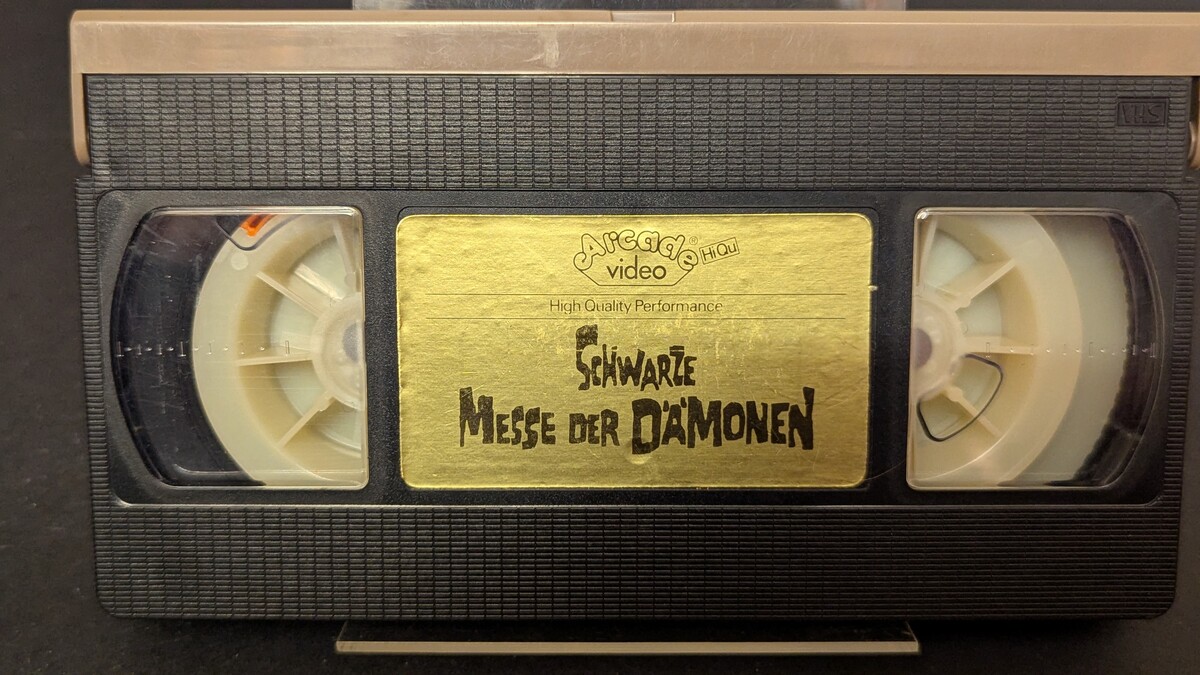 VHS
Arcade® HiQu
video
High Quality Performance
SCHWARZE
MESSE DER DÄMONEN